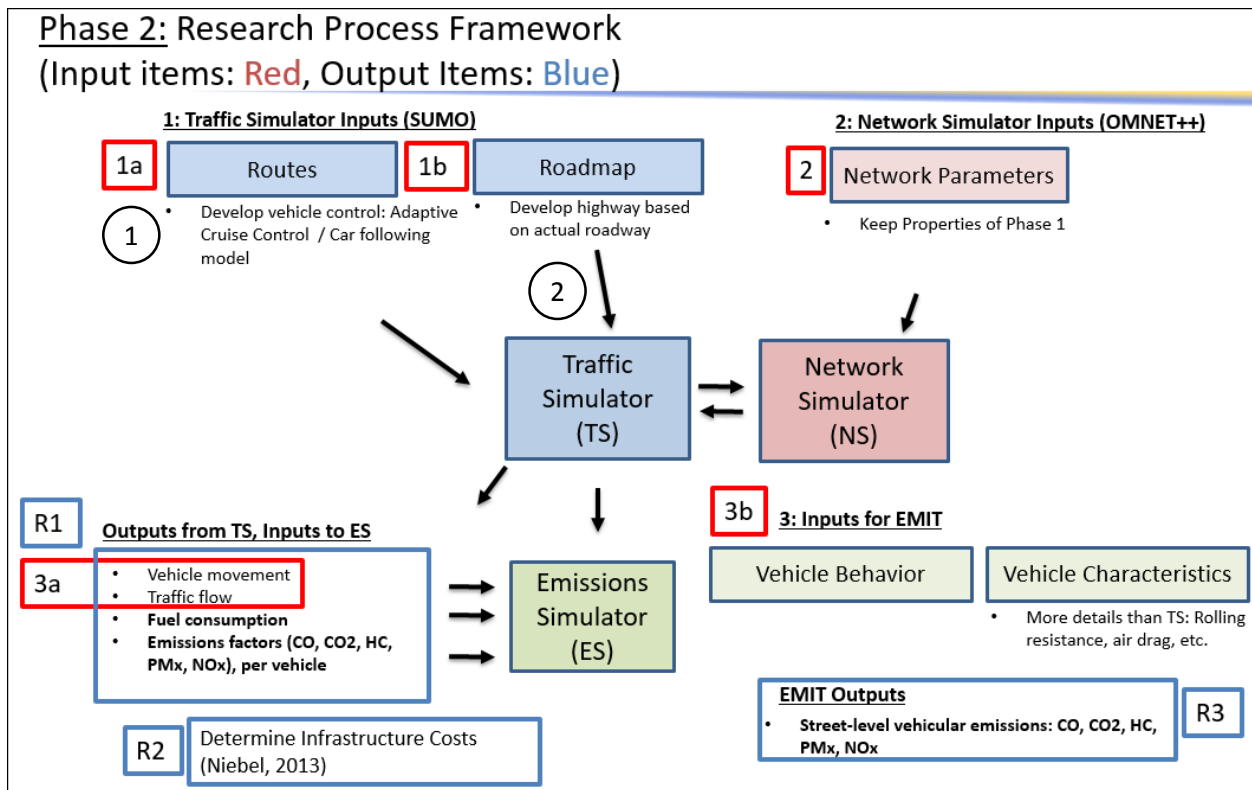 Phase 2: Research Process Framework
(Input items: Red, Output Items: Blue)
1: Traffic Simulator Inputs (SUMO)
1a
Routes
• Develop vehicle control: Adaptive
Cruise Control / Car following
model
1
1b
Roadmap
• Develop highway based
on actual roadway
2
2: Network Simulator Inputs (OMNET++)
2
Network Parameters
• Keep Properties of Phase 1
Traffic
Simulator
(TS)
Network
Simulator
(NS)
R1
Outputs from TS, Inputs to ES
3a
• Vehicle movement
• Traffic flow
• Fuel consumption
• Emissions factors (CO, CO2, HC,
PMx, NOx), per vehicle
Emissions
Simulator
(ES)
3b
3: Inputs for EMIT
Vehicle Behavior
Vehicle Characteristics
• More details than TS: Rolling
resistance, air drag, etc.
R2
Determine Infrastructure Costs
(Niebel, 2013)
EMIT Outputs
• Street-level vehicular emissions: CO, CO2, HC,
PMx, NOx
R3